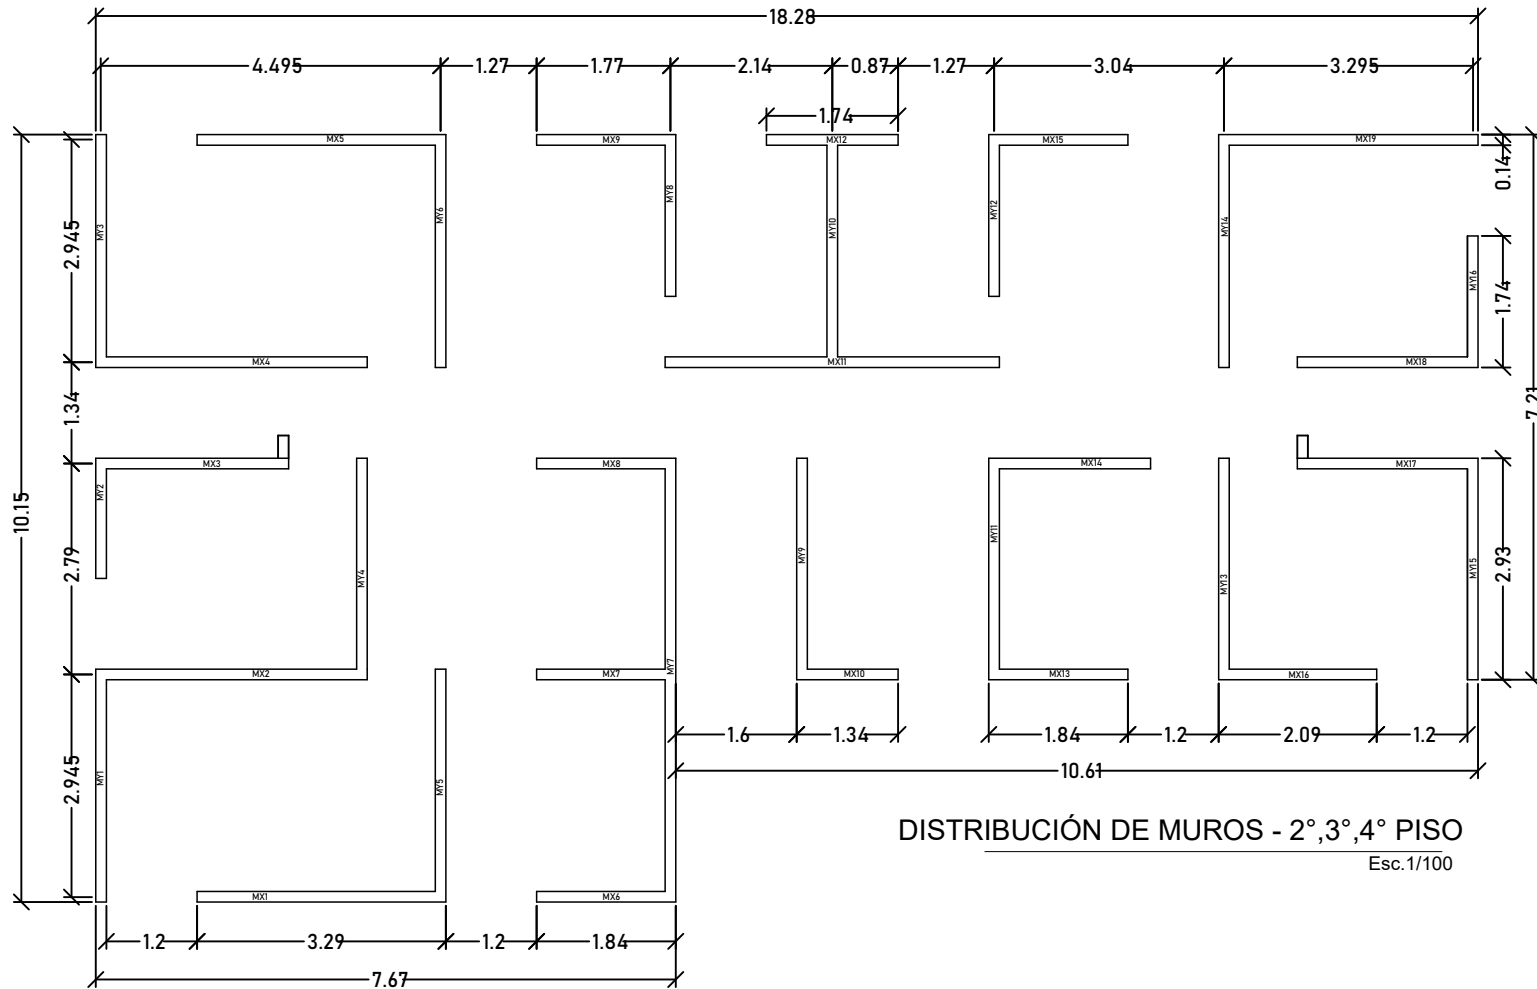 18.28
4.495 1.27 1.77 2.14 0.87 1.27 3.04 3.295
1.74
MX5 MX9 MX12 MX15 MX19
0.14
MY3 MY6 MY8 MY10 MY12 MY14 MY16
2.945
1.74
MX4 MX11 MX18
1.34
7.21
MX3 MX8 MX14 MX17
MY2
10.15
2.79
MY4 MY9 MY11 MY13 MY15
2.93
MX2 MX7 MY7 MX10 MX13 MX16
1.6 1.34 1.84 1.2 2.09 1.2
10.61
2.945
MY1 MY5
DISTRIBUCIÓN DE MUROS - 2°,3°,4° PISO
Esc.1/100
MX1 MX6
1.2 3.29 1.2 1.84
7.67